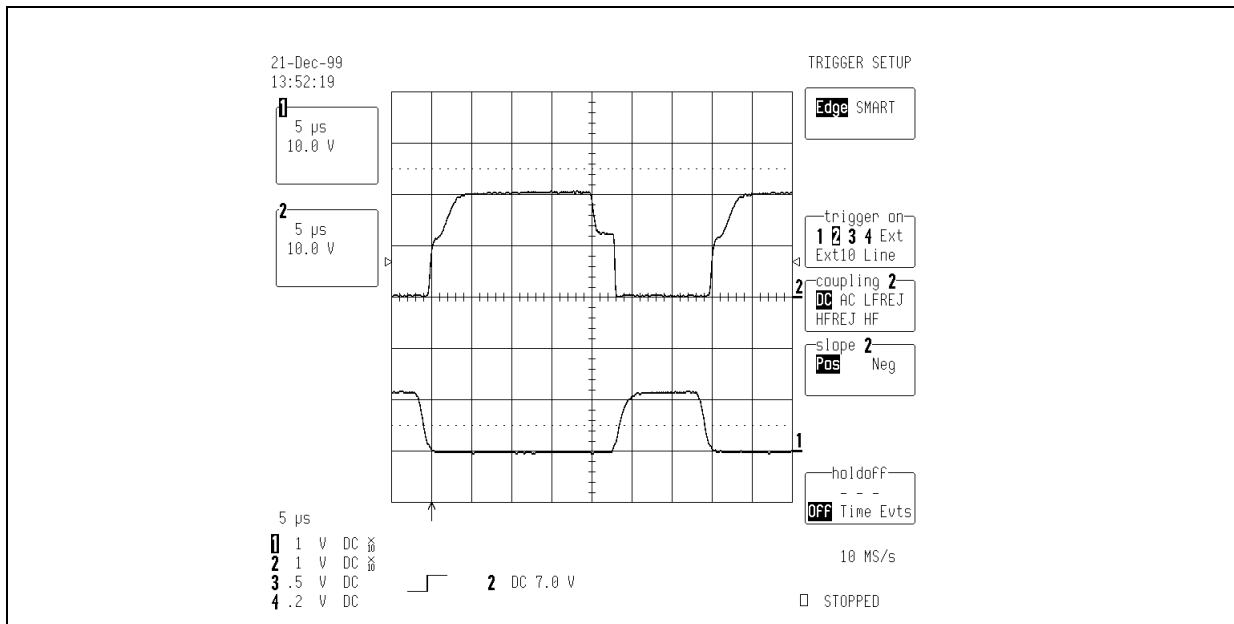 21-Dec-99
13:52:19
TRIGGER SETUP
1
5 µs
10.0 V
Edge SMART
2
5 µs
10.0 V
trigger on
1 2 3 4 Ext
Ext10 Line
2
coupling 2
DC AC LFREJ
HFREJ HF
slope 2
Pos Neg
1
holdoff
- - -
Off Time Evts
5 µs
1 1 V DC X10
2 1 V DC X10
3 .5 V DC
4 .2 V DC
2 DC 7.0 V
10 MS/s
STOPPED